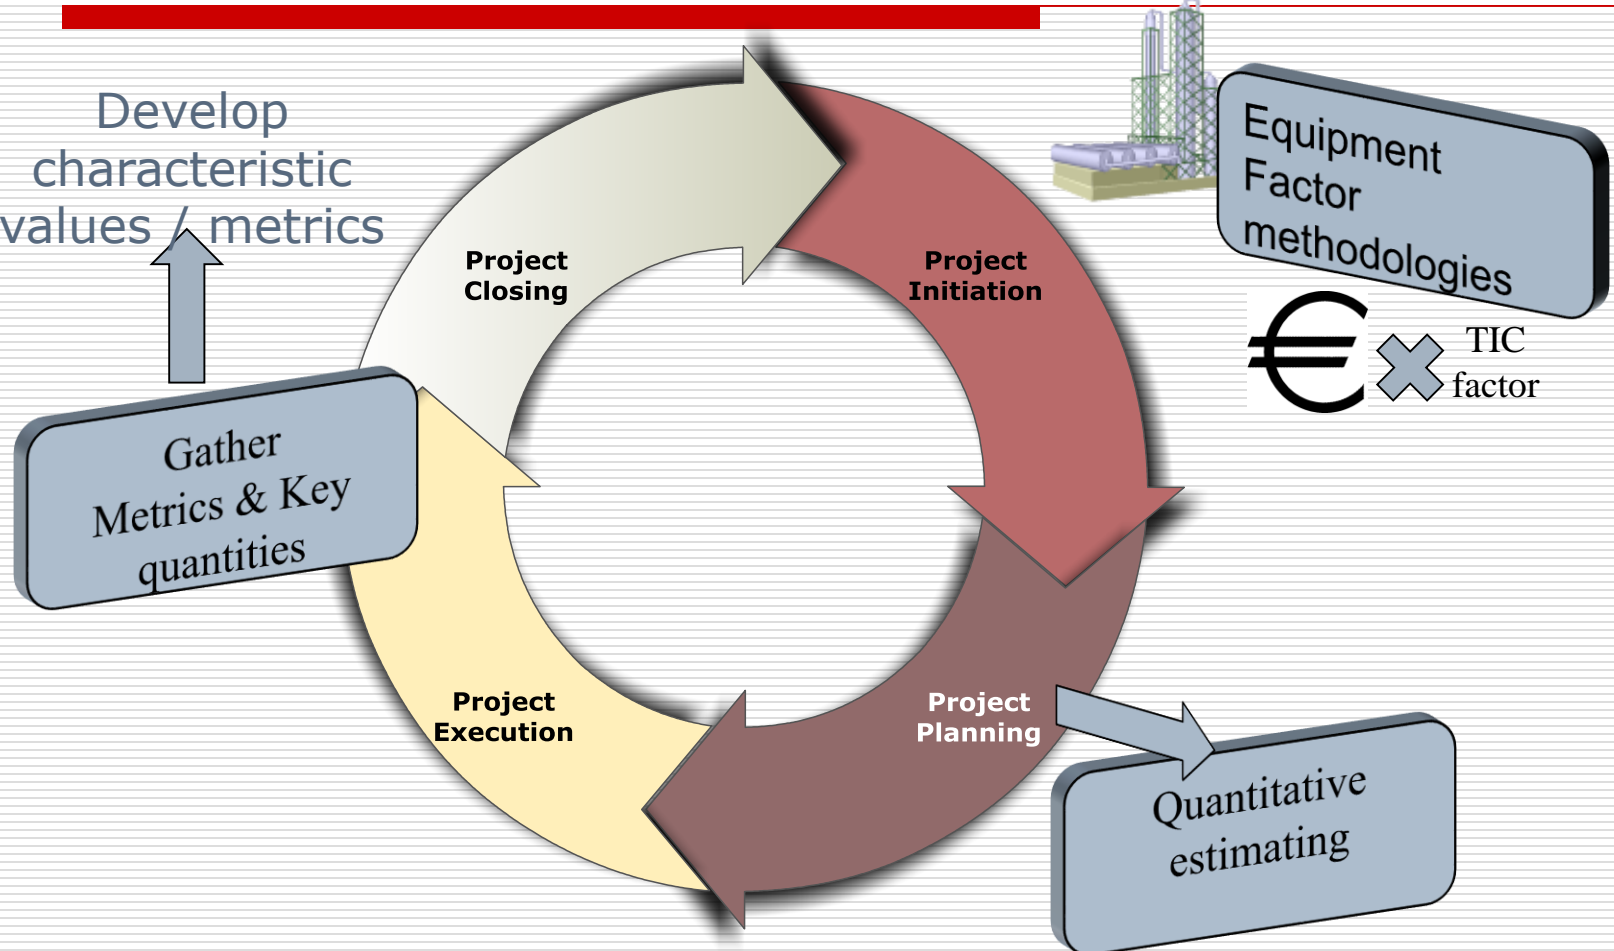 Develop
characteristic
values / metrics
Equipment
Factor
methodologies
Project
Closing
Project
Initiation
€
TIC
factor
Gather
Metrics & Key
quantities
Project
Execution
Project
Planning
Quantitative
estimating